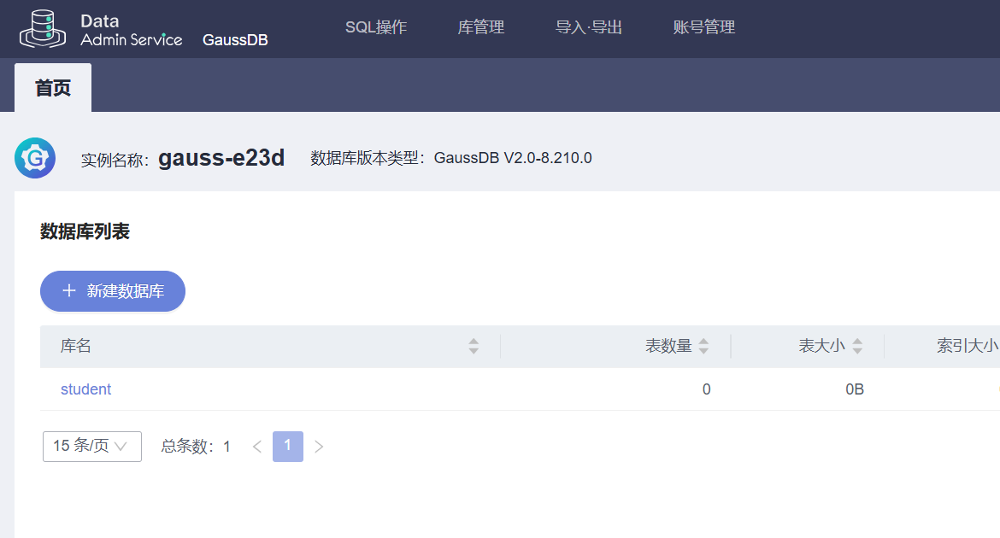 Data
Admin Service GaussDB SQL操作 库管理 导入·导出 账号管理
首页
实例名称: gauss-e23d 数据库版本类型: GaussDB V2.0-8.210.0
数据库列表
+ 新建数据库
库名 表数量 表大小 索引大小
student 0 0B
15 条/页 总条数: 1 < 1 >